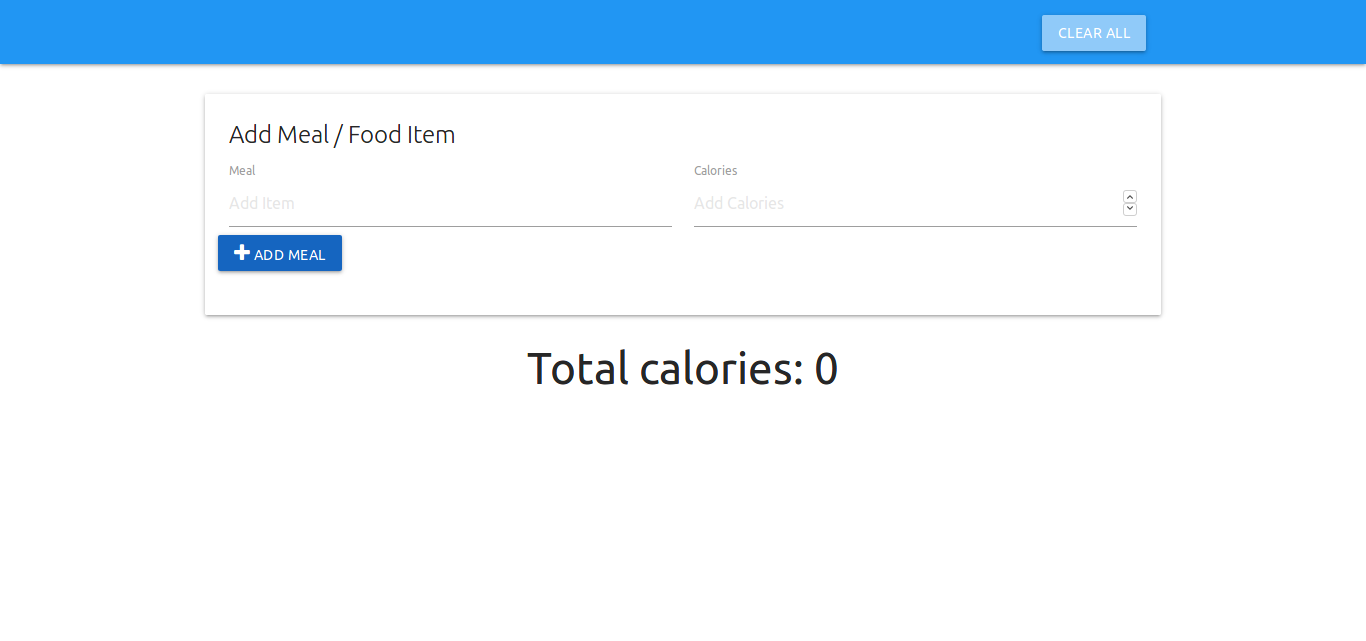 CLEAR ALL
Add Meal / Food Item
Meal
Calories
Add Item
Add Calories
ADD MEAL
Total calories: 0